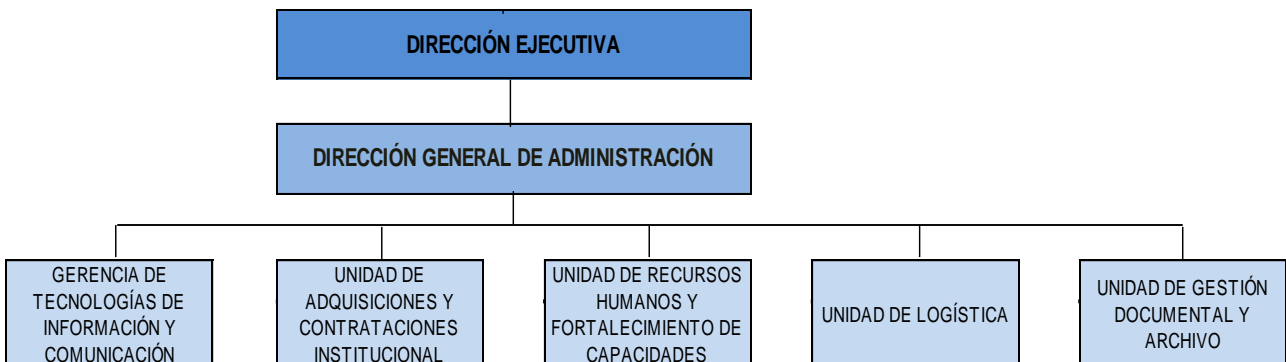 DIRECCIÓN EJECUTIVA
DIRECCIÓN GENERAL DE ADMINISTRACIÓN
GERENCIA DE
TECNOLOGÍAS DE
INFORMACIÓN Y
COMUNICACIÓN
UNIDAD DE
ADQUISICIONES Y
CONTRATACIONES
INSTITUCIONAL
UNIDAD DE RECURSOS
HUMANOS Y
FORTALECIMIENTO DE
CAPACIDADES
UNIDAD DE LOGÍSTICA
UNIDAD DE GESTIÓN
DOCUMENTAL Y
ARCHIVO